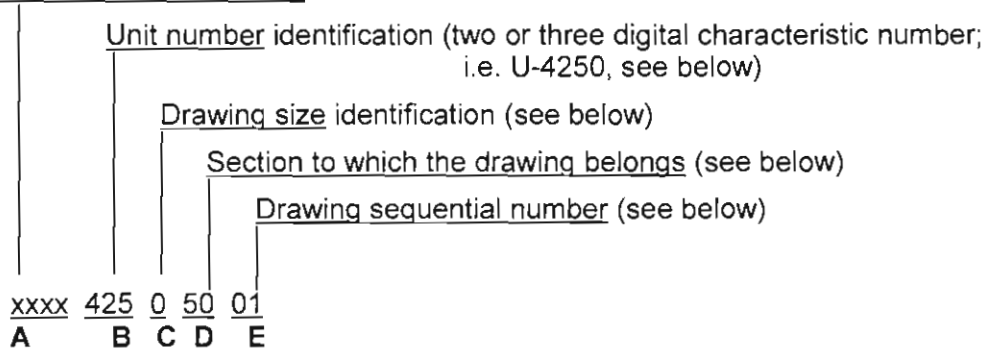 Unit number identification (two or three digital characteristic number;
i.e. U-4250, see below)
Drawing size identification (see below)
Section to which the drawing belongs (see below)
Drawing sequential number (see below)
xxxx 425 0 50 01
A B C D E